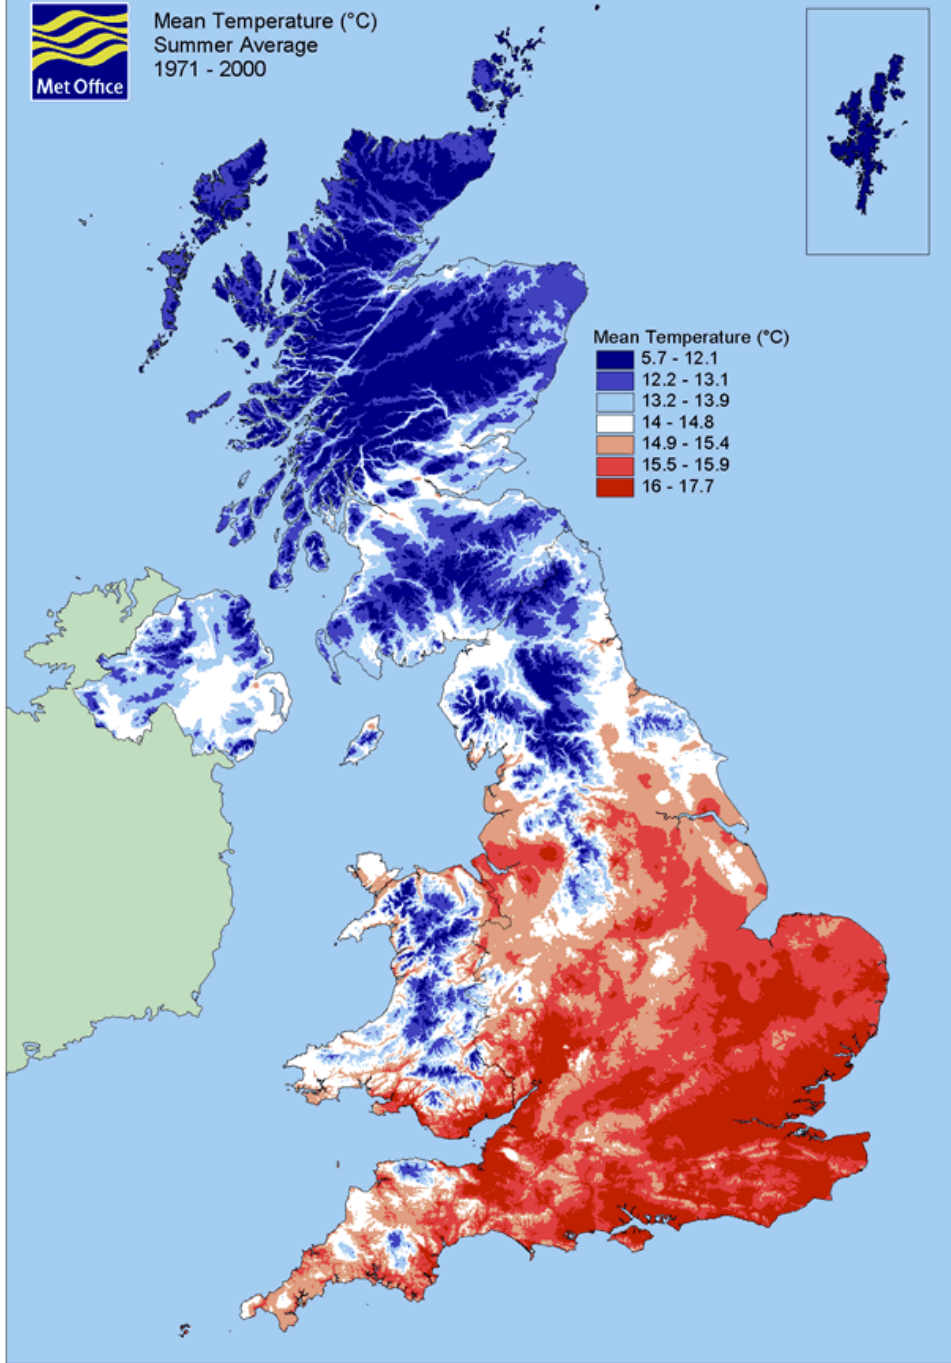 Mean Temperature (°C)
Summer Average
1971 - 2000
Met Office
Mean Temperature (°C)
5.7 - 12.1
12.2 - 13.1
13.2 - 13.9
14 - 14.8
14.9 - 15.4
15.5 - 15.9
16 - 17.7